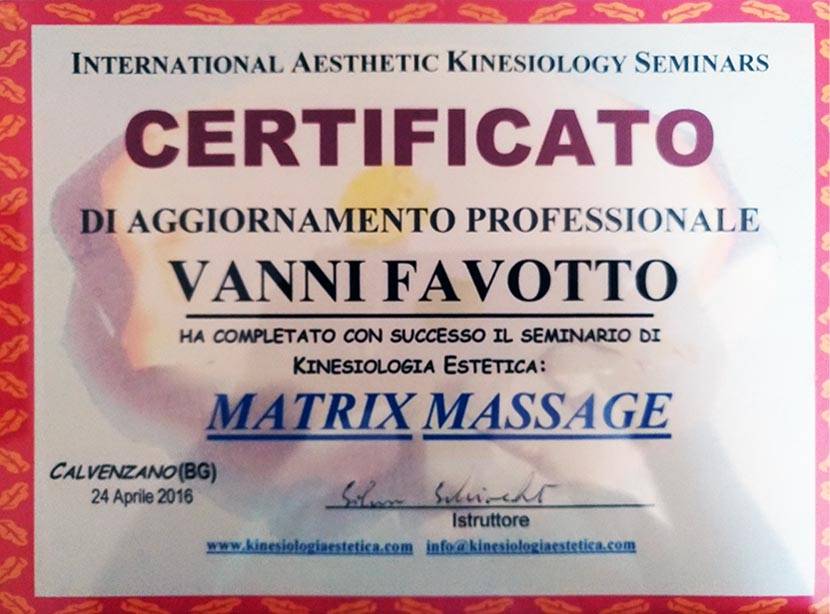 INTERNATIONAL AESTHETIC KINESIOLOGY SEMINARS
CERTIFICATO
DI AGGIORNAMENTO PROFESSIONALE
VANNI FAVOTTO
HA COMPLETATO CON SUCCESSO IL SEMINARIO DI
KINESIOLOGIA ESTETICA:
MATRIX MASSAGE
CALVENZANO (BG)
24 Aprile 2016
Istruttore
www.kinesiologiaestetica.com info@kinesiologiaestetica.com